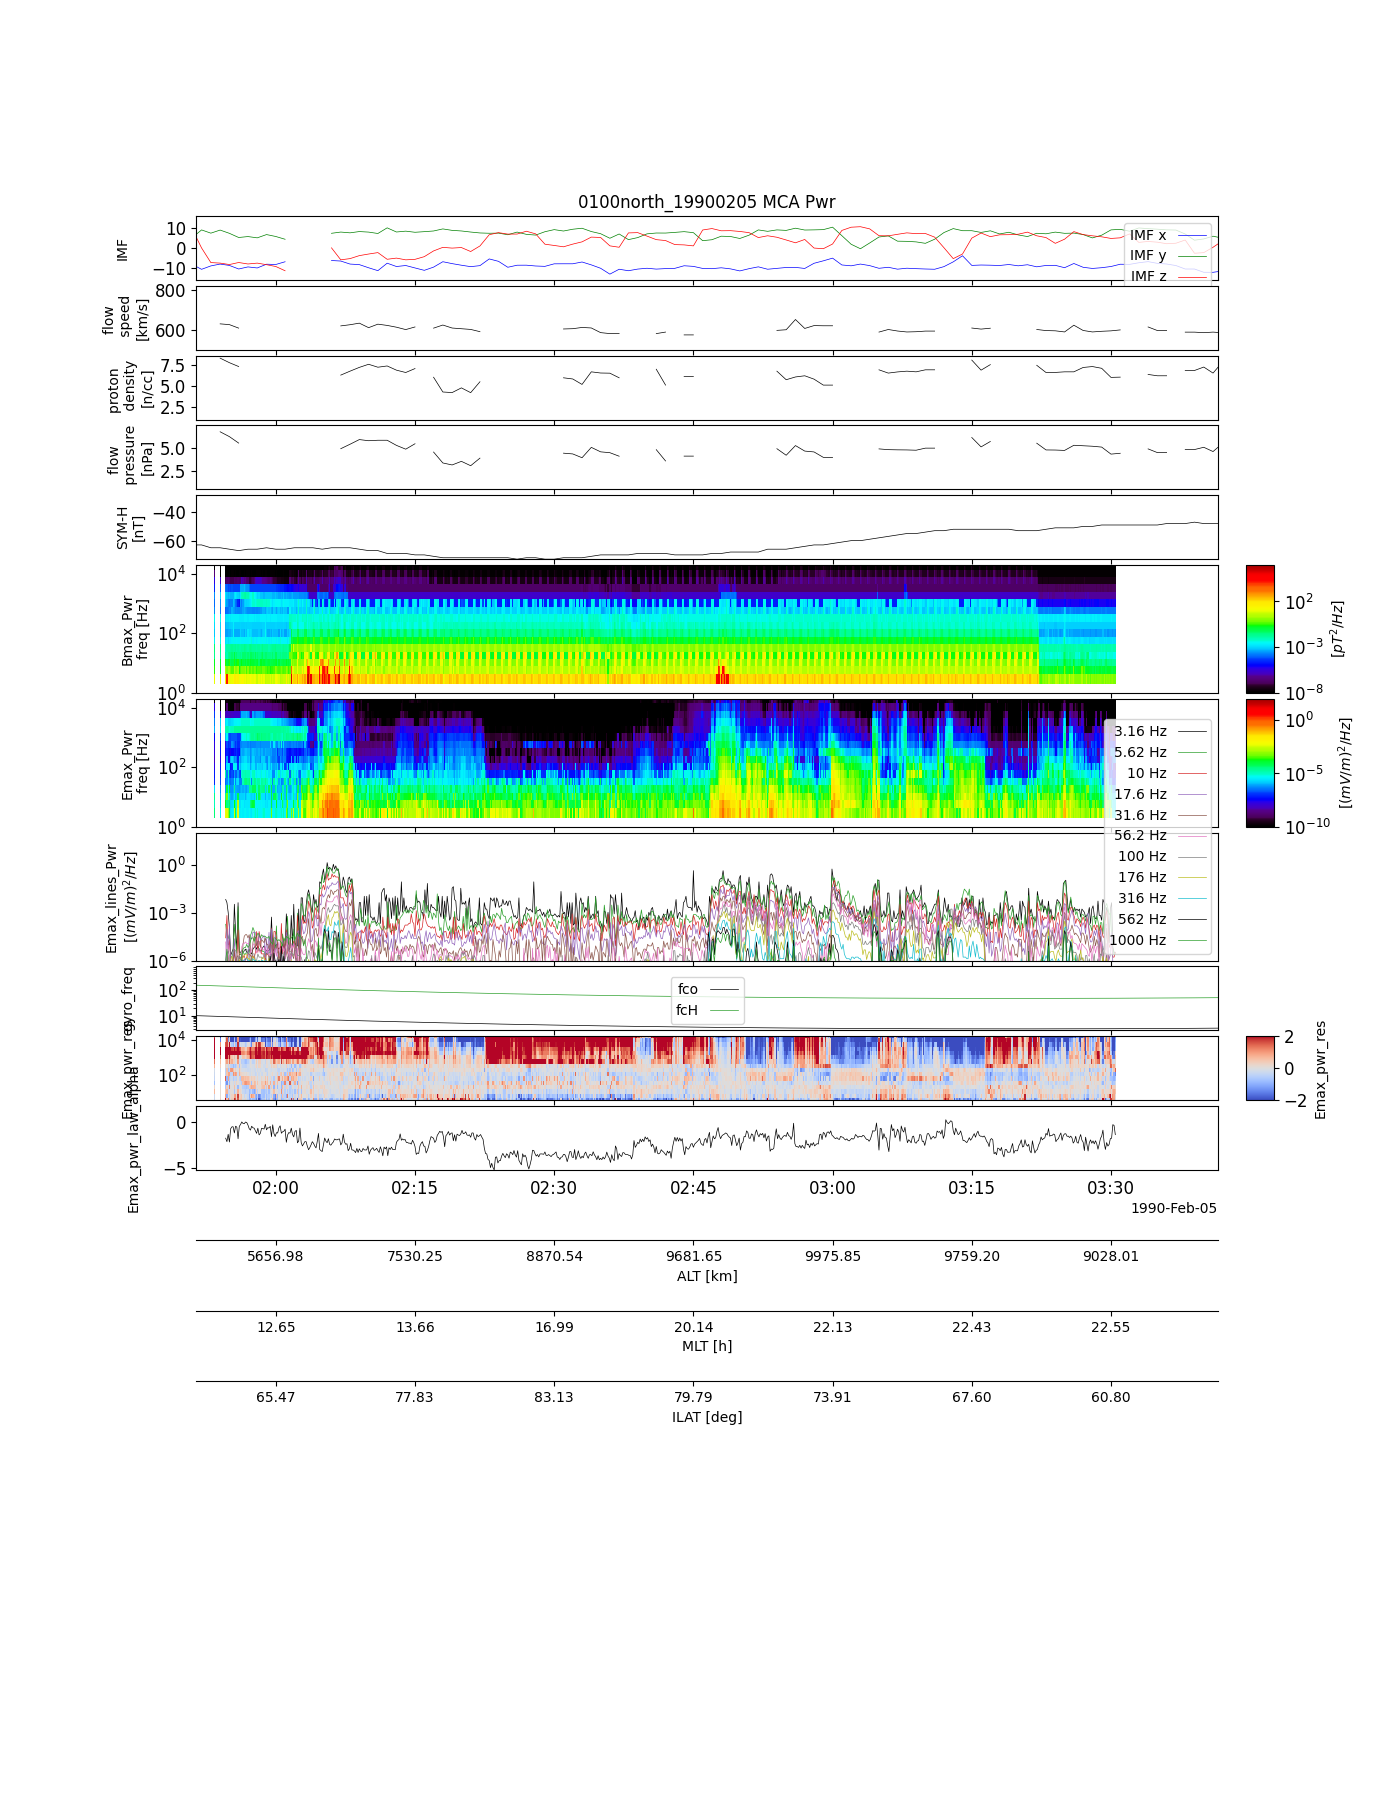 0100north_19900205 MCA Pwr
IMF
10
0
−10
IMF x
IMF y
IMF z
flow
speed
[km/s]
800
600
proton
density
[n/cc]
7.5
5.0
2.5
flow
pressure
[nPa]
5.0
2.5
SYM-H
[nT]
−40
−60
Bmax_Pwr
freq [Hz]
10^4
10^2
10^0
10^2
10^−3
10^−8
[pT^2/Hz]
Emax_Pwr
freq [Hz]
10^4
10^2
10^0
10^0
10^−5
10^−10
[(mV/m)^2/Hz]
3.16 Hz
5.62 Hz
10 Hz
17.6 Hz
31.6 Hz
56.2 Hz
100 Hz
176 Hz
316 Hz
562 Hz
1000 Hz
Emax_lines_Pwr
[(mV/m)^2/Hz]
10^0
10^−3
10^−6
gyro_freq
10^2
10^1
fco
fcH
Emax_pwr_res
10^4
10^2
2
0
−2
Emax_pwr_res
Emax_pwr_law_alpha
0
−5
02:00 02:15 02:30 02:45 03:00 03:15 03:30
1990-Feb-05
5656.98 7530.25 8870.54 9681.65 9975.85 9759.20 9028.01
ALT [km]
12.65 13.66 16.99 20.14 22.13 22.43 22.55
MLT [h]
65.47 77.83 83.13 79.79 73.91 67.60 60.80
ILAT [deg]